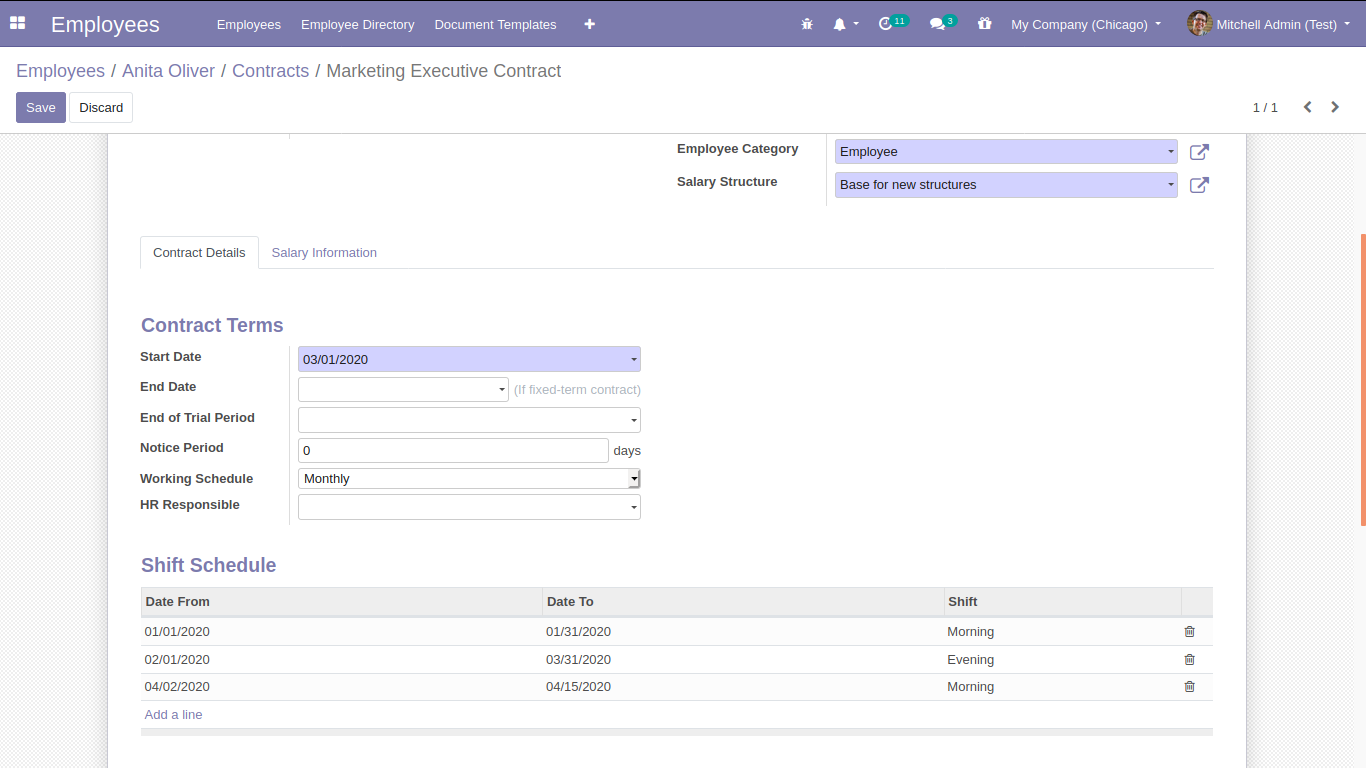 Employees Employees Employee Directory Document Templates + 11 3 My Company (Chicago) Mitchell Admin (Test)
Employees / Anita Oliver / Contracts / Marketing Executive Contract
Save Discard 1 / 1
Employee Category Employee
Salary Structure Base for new structures
Contract Details Salary Information
Contract Terms
Start Date 03/01/2020
End Date (If fixed-term contract)
End of Trial Period
Notice Period 0 days
Working Schedule Monthly
HR Responsible
Shift Schedule
Date From Date To Shift
01/01/2020 01/31/2020 Morning
02/01/2020 03/31/2020 Evening
04/02/2020 04/15/2020 Morning
Add a line